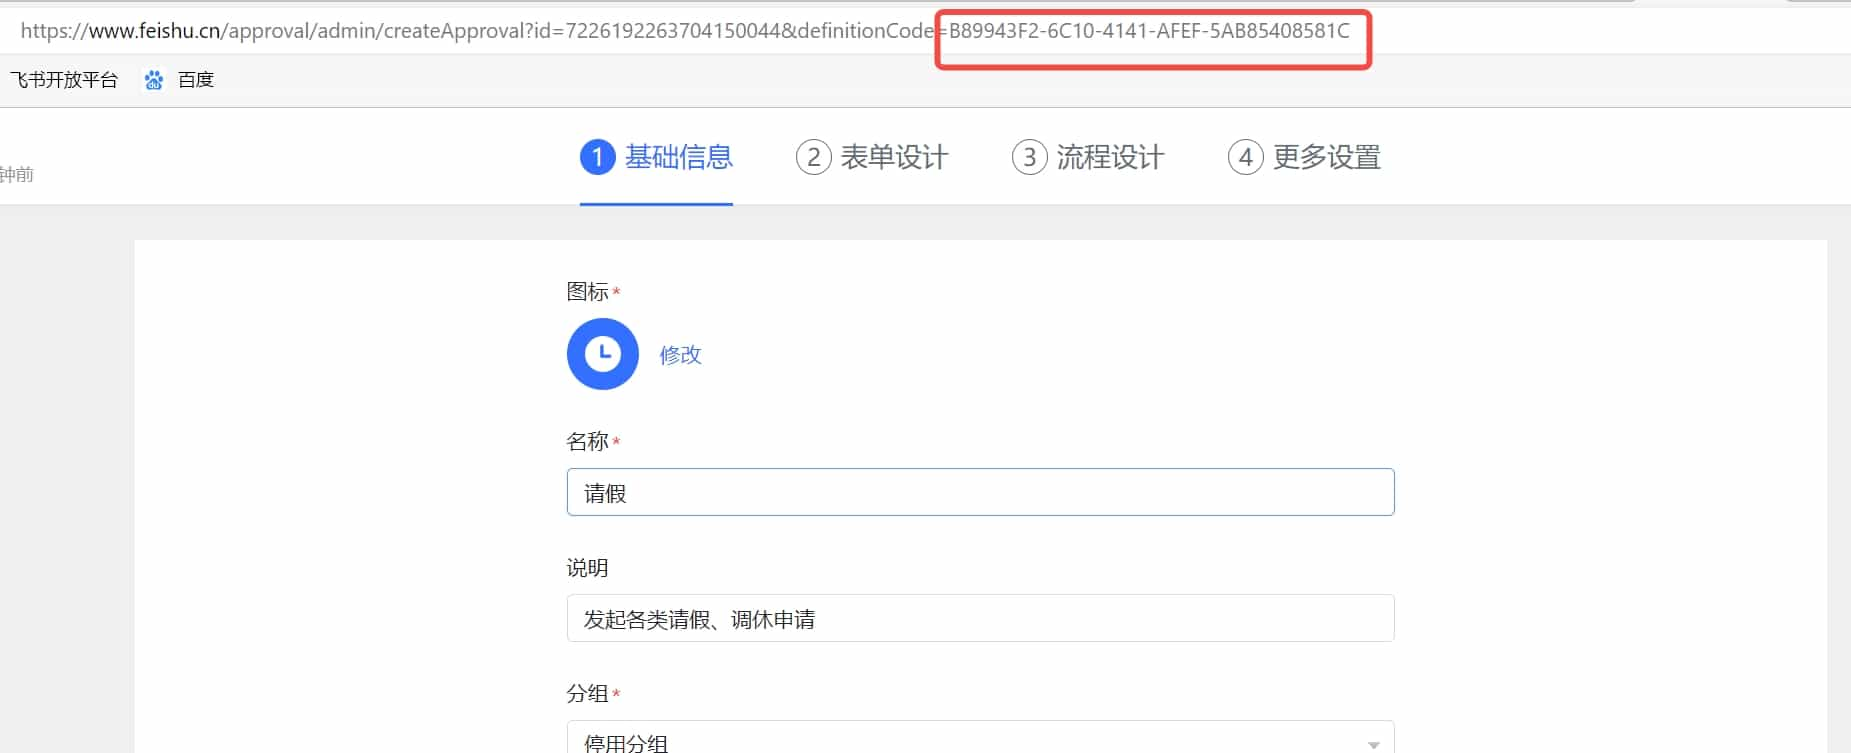 https://www.feishu.cn/approval/admin/createApproval?id=7226192263704150044&definitionCode=B89943F2-6C10-4141-AFEF-5AB85408581C
飞书开放平台 百度
1 基础信息 2 表单设计 3 流程设计 4 更多设置
钟前
图标*
修改
名称*
请假
说明
发起各类请假、调休申请
分组*
停用分组